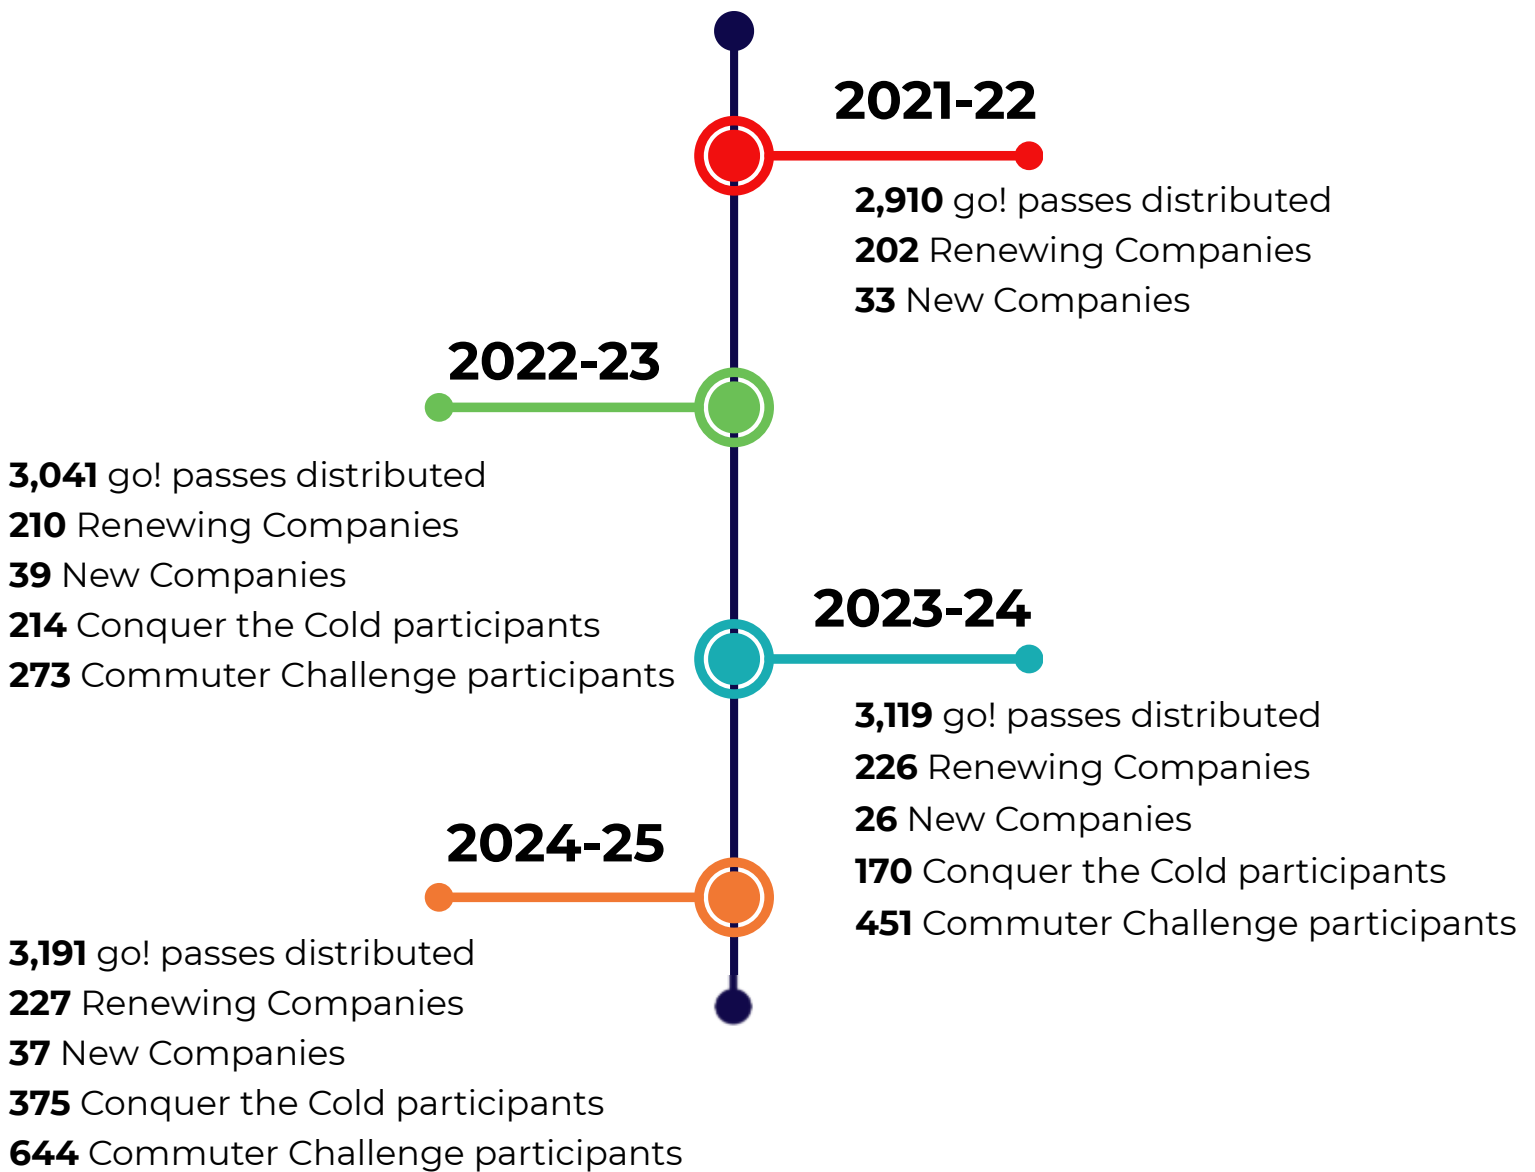 2021-22
2,910 go! passes distributed
202 Renewing Companies
33 New Companies
2022-23
3,041 go! passes distributed
210 Renewing Companies
39 New Companies
214 Conquer the Cold participants
273 Commuter Challenge participants
2023-24
3,119 go! passes distributed
226 Renewing Companies
26 New Companies
170 Conquer the Cold participants
451 Commuter Challenge participants
2024-25
3,191 go! passes distributed
227 Renewing Companies
37 New Companies
375 Conquer the Cold participants
644 Commuter Challenge participants